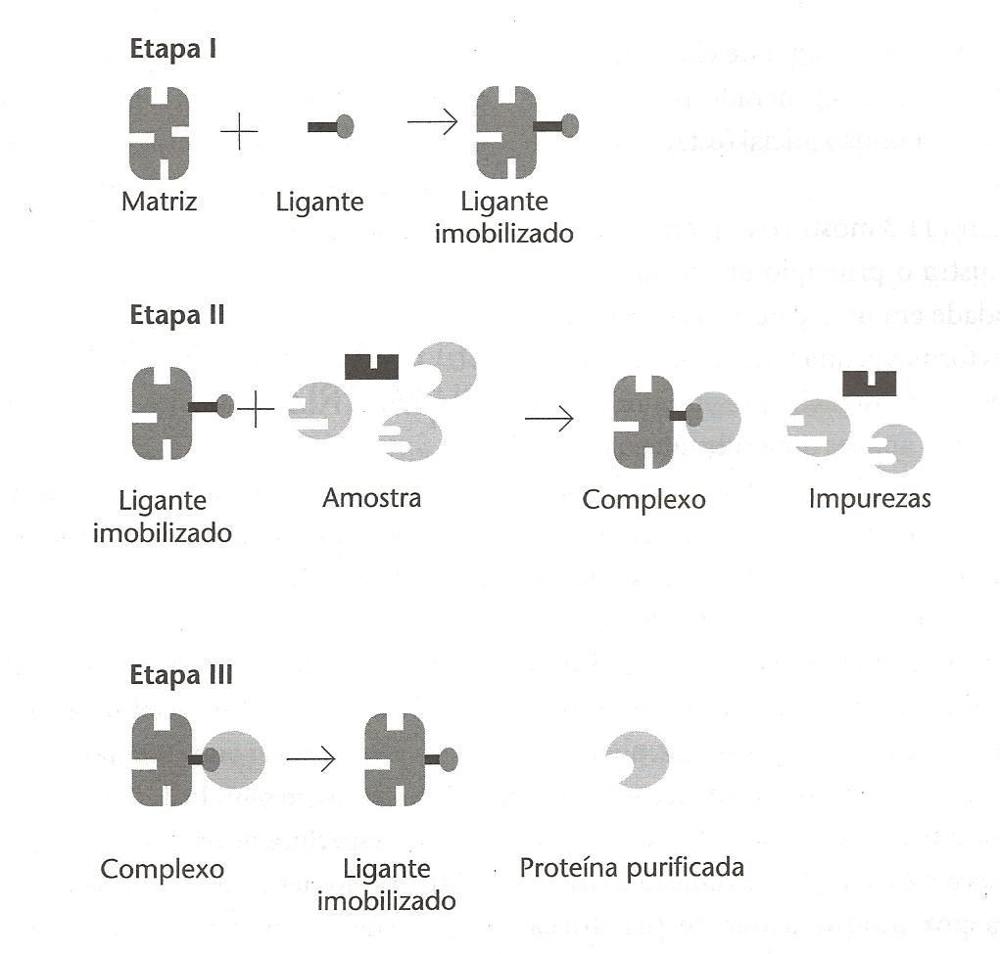 Etapa I
Matriz
Ligante
Ligante
imobilizado
Etapa II
Ligante
imobilizado
Amostra
Complexo
Impurezas
Etapa III
Complexo
Ligante
imobilizado
Proteína purificada